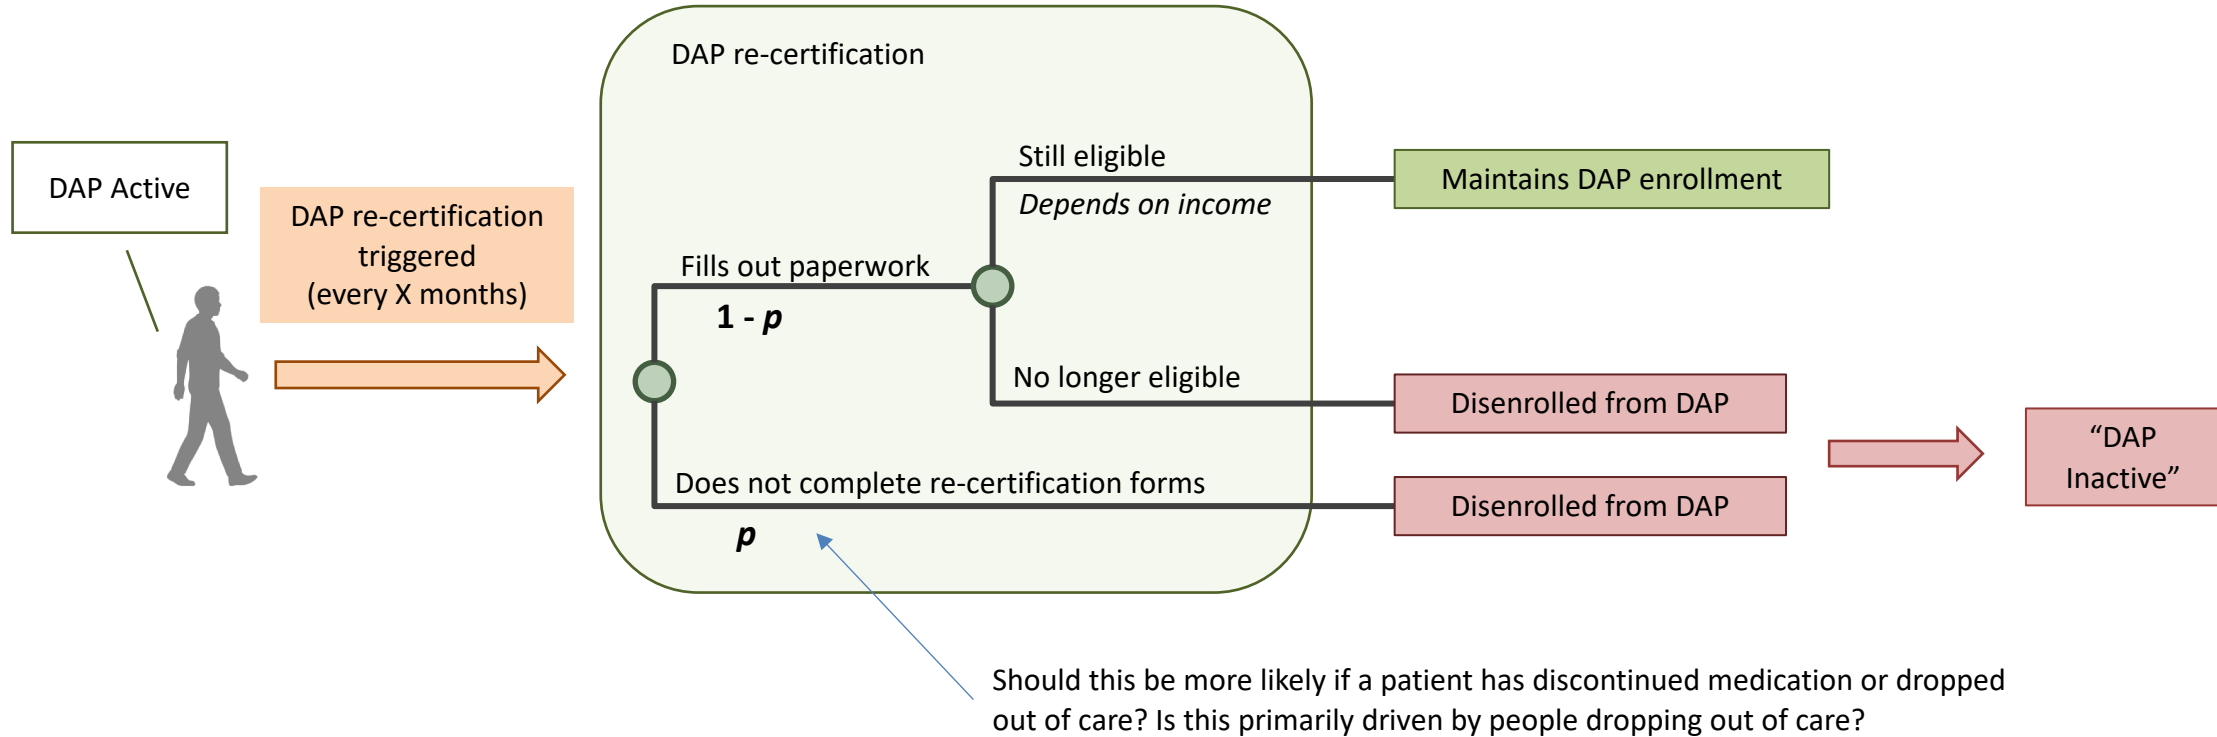 DAP re-certification
DAP Active
DAP re-certification
triggered
(every X months)
Still eligible
Depends on income
Maintains DAP enrollment
Fills out paperwork
1 - p
No longer eligible
Disenrolled from DAP
“DAP
Inactive”
Does not complete re-certification forms
p
Disenrolled from DAP
Should this be more likely if a patient has discontinued medication or dropped
out of care? Is this primarily driven by people dropping out of care?